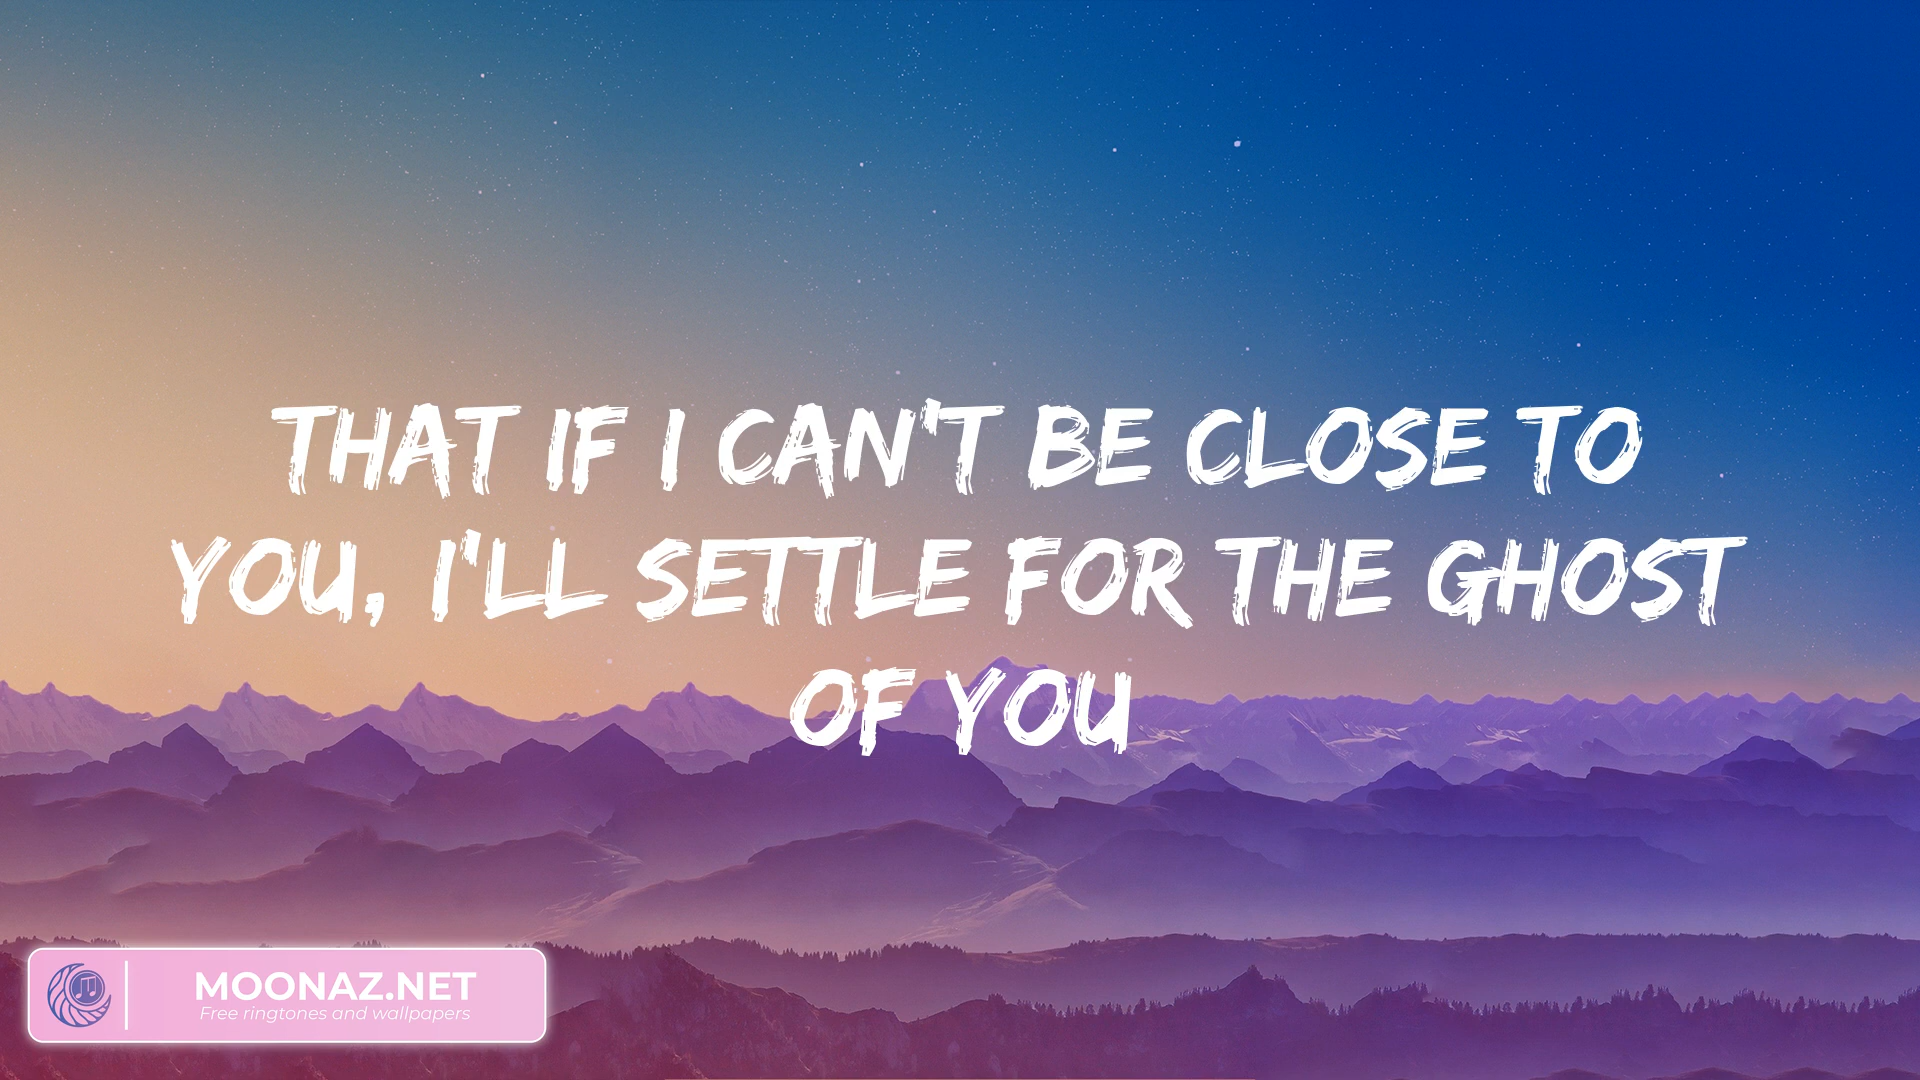 THAT IF I CAN'T BE CLOSE TO
YOU, I'LL SETTLE FOR THE GHOST
OF YOU
MOONAZ.NET
Free ringtones and wallpapers